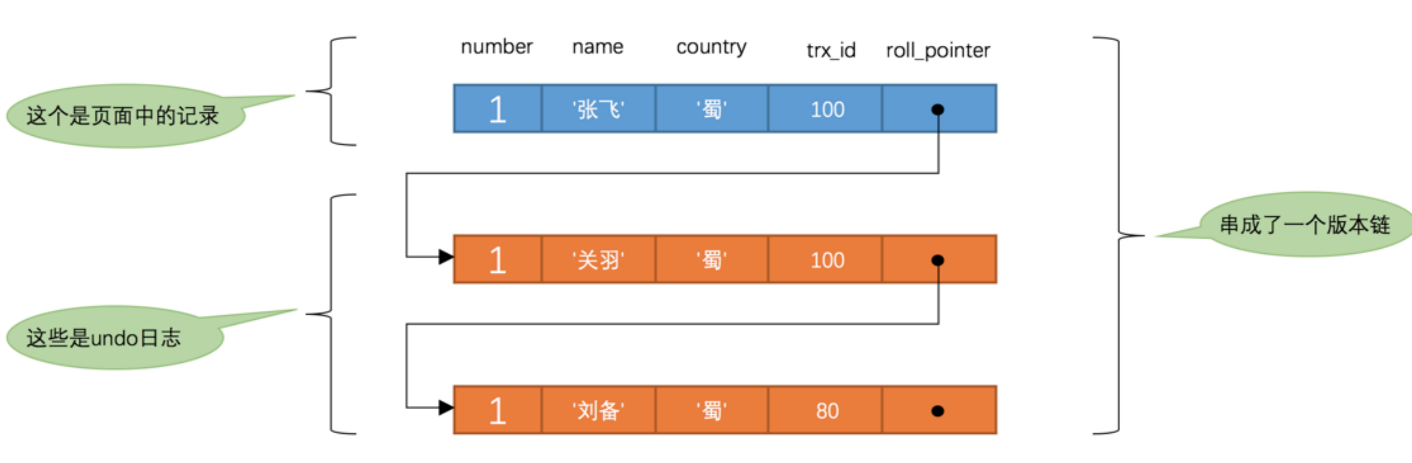 number name country trx_id roll_pointer
这个是页面中的记录
1 '张飞' '蜀' 100
串成了一个版本链
1 '关羽' '蜀' 100
这些是undo日志
1 '刘备' '蜀' 80